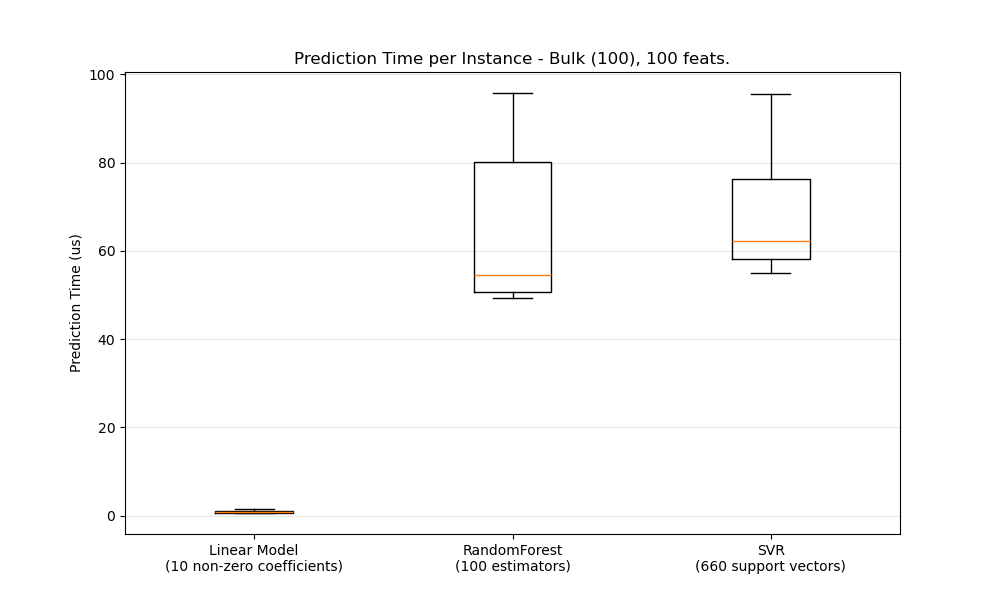 Prediction Time per Instance - Bulk (100), 100 feats.
100
80
60
40
20
0
Prediction Time (us)
Linear Model
(10 non-zero coefficients)
RandomForest
(100 estimators)
SVR
(660 support vectors)